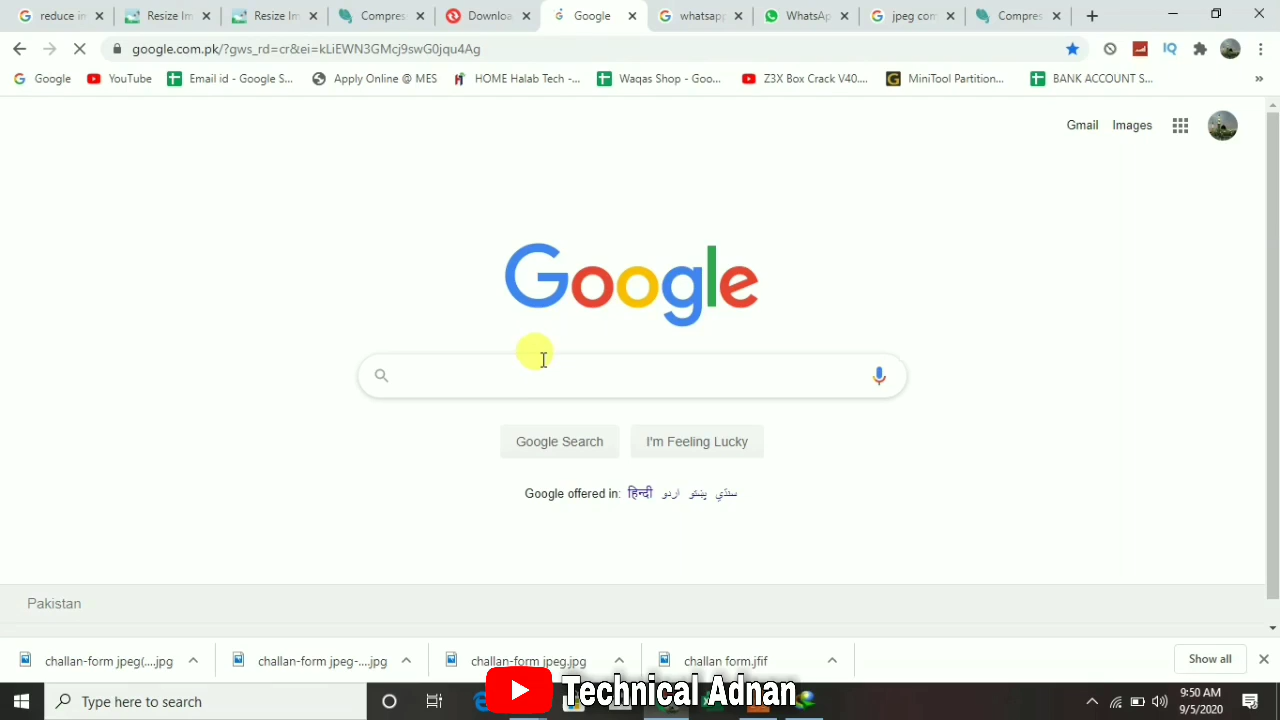 reduce im
Resize Im
Resize Im
Compres
Downloa
Google
whatsapp
WhatsAp
jpeg com
Compres
google.com.pk/?gws_rd=cr&ei=kLiEWN3GMcj9swG0jqu4Ag
Google
YouTube
Email id - Google S...
Apply Online @ MES
HOME Halab Tech -...
Waqas Shop - Goo...
Z3X Box Crack V40....
MiniTool Partition...
BANK ACCOUNT S...
Gmail Images
Google
Google Search
I'm Feeling Lucky
Google offered in: हिन्दी اردو پښتو سنڌي
Pakistan
challan-form jpeg(....jpg
challan-form jpeg-....jpg
challan-form jpeg.jpg
challan form.jfif
Show all
Type here to search
Technical Adnan
9:50 AM
9/5/2020